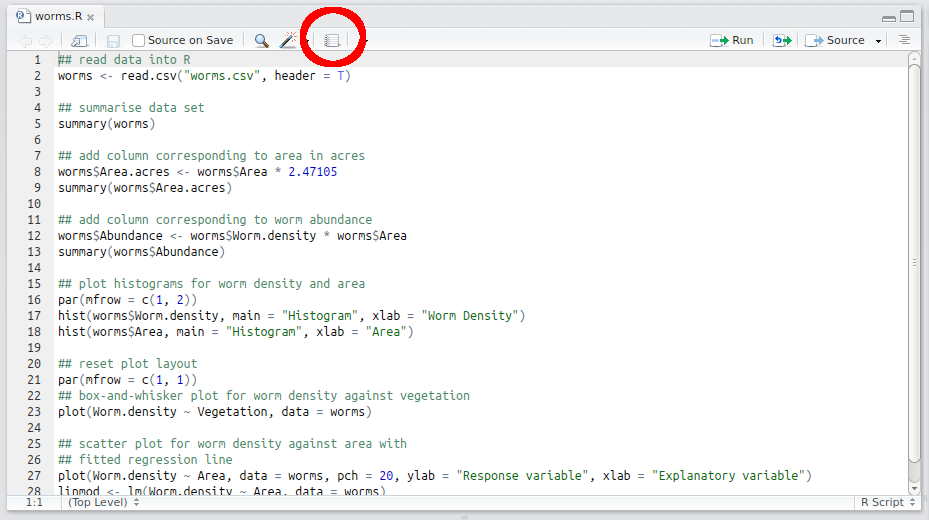 worms.R
Source on Save
Run
Source
1 ## read data into R
2 worms <- read.csv("worms.csv", header = T)
3
4 ## summarise data set
5 summary(worms)
6
7 ## add column corresponding to area in acres
8 worms$Area.acres <- worms$Area * 2.47105
9 summary(worms$Area.acres)
10
11 ## add column corresponding to worm abundance
12 worms$Abundance <- worms$Worm.density * worms$Area
13 summary(worms$Abundance)
14
15 ## plot histograms for worm density and area
16 par(mfrow = c(1, 2))
17 hist(worms$Worm.density, main = "Histogram", xlab = "Worm Density")
18 hist(worms$Area, main = "Histogram", xlab = "Area")
19
20 ## reset plot layout
21 par(mfrow = c(1, 1))
22 ## box-and-whisker plot for worm density against vegetation
23 plot(Worm.density ~ Vegetation, data = worms)
24
25 ## scatter plot for worm density against area with
26 ## fitted regression line
27 plot(Worm.density ~ Area, data = worms, pch = 20, ylab = "Response variable", xlab = "Explanatory variable")
28 linmod <- lm(Worm.density ~ Area, data = worms)
1:1 (Top Level) R Script